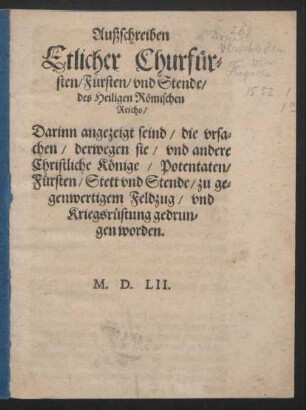 Außschreiben
Etlicher Churfür-
sten/Fürsten/vnd Stende/
des Heiligen Römischen
Reichs/
Darinn angezeigt seind/ die vrsa-
chen/ derwegen sie/ vnd andere
Christliche Könige/ Potentaten/
Fürsten/ Stett vnd Stende/ zu ge-
genwertigem Feldzug/ vnd
Kriegsrüstung gedrun-
gen worden.
M. D. LII.
1552